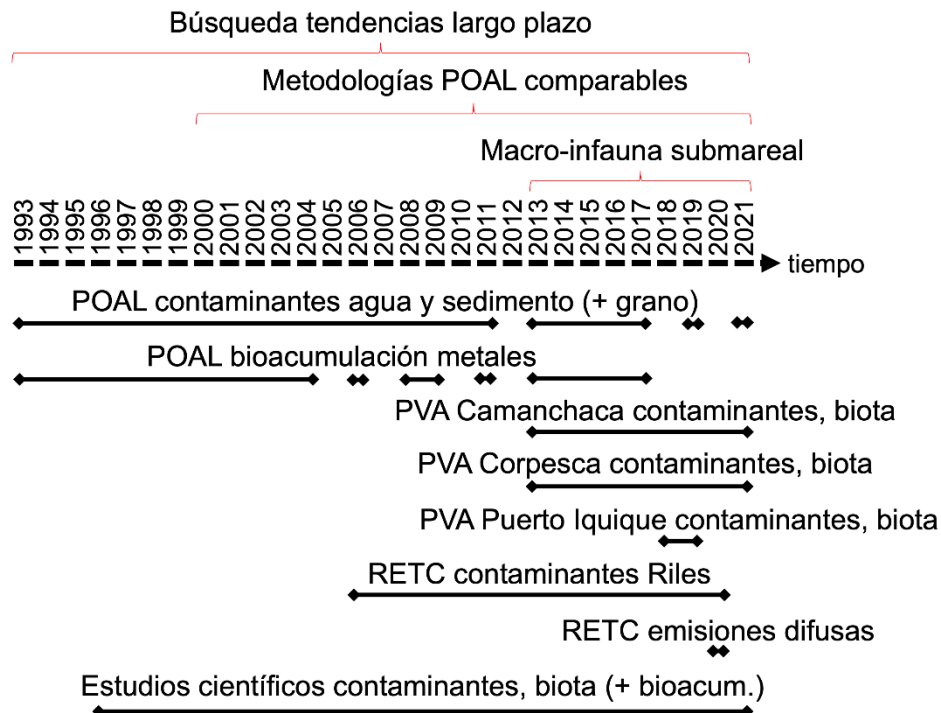 Búsqueda tendencias largo plazo
Metodologías POAL comparables
Macro-infauna submareal
1993 1994 1995 1996 1997 1998 1999 2000 2001 2002 2003 2004 2005 2006 2007 2008 2009 2010 2011 2012 2013 2014 2015 2016 2017 2018 2019 2020 2021
tiempo
POAL contaminantes agua y sedimento (+ grano)
POAL bioacumulación metales
PVA Camanchaca contaminantes, biota
PVA Corpesca contaminantes, biota
PVA Puerto Iquique contaminantes, biota
RETC contaminantes Riles
RETC emisiones difusas
Estudios científicos contaminantes, biota (+ bioacum.)